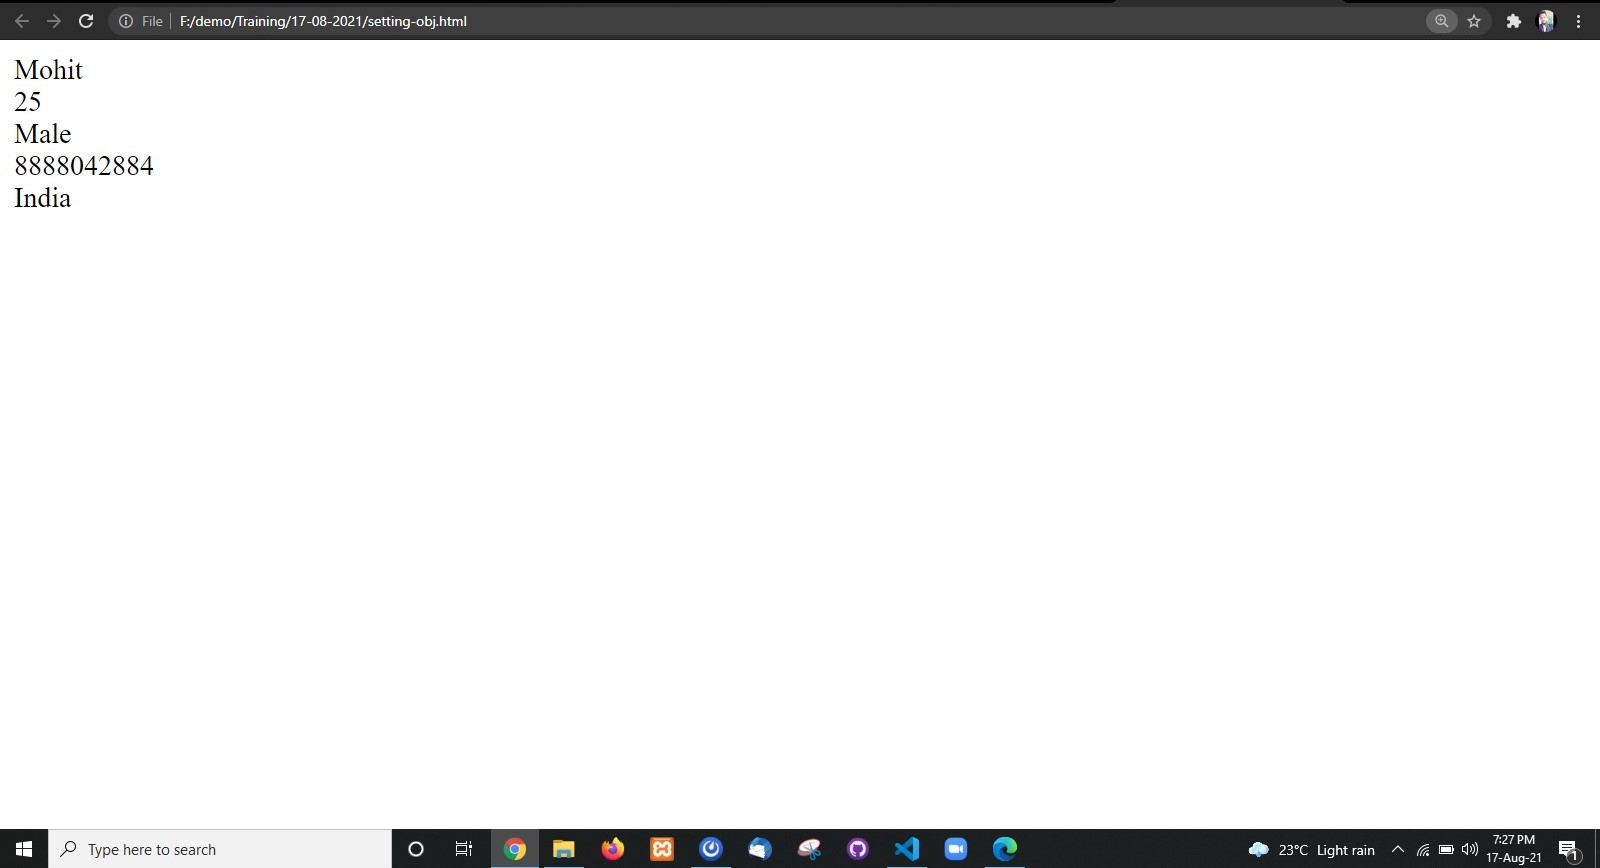 File F:/demo/Training/17-08-2021/setting-obj.html
Mohit
25
Male
8888042884
India
Type here to search
23°C Light rain
7:27 PM
17-Aug-21
1